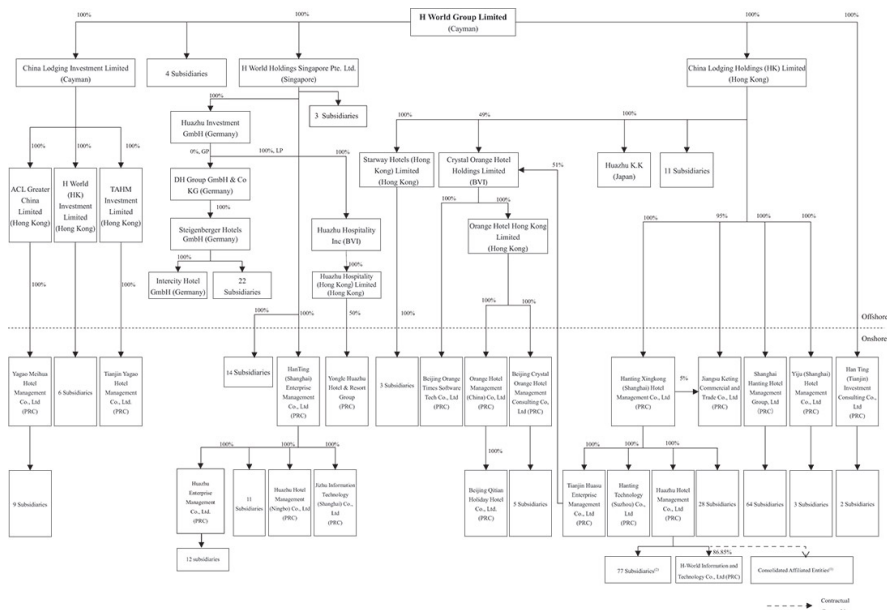 H World Group Limited
(Cayman)
100%
100%
100%
100%
100%
China Lodging Investment Limited
(Cayman)
4 Subsidiaries
H World Holdings Singapore Pte. Ltd.
(Singapore)
China Lodging Holdings (HK) Limited
(Hong Kong)
100%
Huazhu Investment
GmbH (Germany)
3 Subsidiaries
0%, GP
100%, LP
100%
100%
49%
100%
51%
100%
100%
100%
ACL Greater
China
Limited
(Hong Kong)
H World
(HK)
Investment
Limited
(Hong Kong)
TAHM
Investment
Limited
(Hong Kong)
DH Group GmbH & Co
KG (Germany)
100%
Steigenberger Hotels
GmbH (Germany)
100%
Intercity Hotel
GmbH (Germany)
22
Subsidiaries
Huazhu Hospitality
Inc (BVI)
100%
Huazhu Hospitality
(Hong Kong) Limited
(Hong Kong)
50%
Starway Hotels (Hong
Kong) Limited
(Hong Kong)
Crystal Orange Hotel
Holdings Limited
(BVI)
100%
100%
Orange Hotel Hong Kong
Limited
(Hong Kong)
Huazhu K.K
(Japan)
11 Subsidiaries
100%
95%
100%
100%
100%
100%
100%
100%
100%
100%
100%
Offshore
Onshore
Yagao Meihua
Hotel
Management
Co., Ltd
(PRC)
6 Subsidiaries
Tianjin Yagao
Hotel
Management
Co., Ltd.
(PRC)
14 Subsidiaries
HanTing
(Shanghai)
Enterprise
Management
Co., Ltd
(PRC)
Yongle Huazhu
Hotel & Resort
Group
(PRC)
3 Subsidiaries
Beijing Orange
Times Software
Tech Co., Ltd
(PRC)
Orange Hotel
Management
(China) Co, Ltd
(PRC)
Beijing Crystal
Orange Hotel
Management
Consulting Co,
Ltd (PRC)
Hanting Xingkong
(Shanghai) Hotel
Management Co., Ltd
(PRC)
5%
Jiangsu Keting
Commercial and
Trade Co., Ltd
(PRC)
Shanghai
Hanting Hotel
Management
Group, Ltd
(PRC)
Yiju (Shanghai)
Hotel
Management
Co., Ltd
(PRC)
Han Ting
(Tianjin)
Investment
Consulting Co.,
Ltd
(PRC)
100%
100%
100%
100%
100%
100%
100%
100%
9 Subsidiaries
Huazhu
Enterprise
Management
Co., Ltd.
(PRC)
11
Subsidiaries
Huazhu Hotel
Management
(Ningbo) Co., Ltd
(PRC)
Jizhu Information
Technology
(Shanghai) Co.,
Ltd
(PRC)
Beijing Qitian
Holiday Hotel
Co., Ltd.
(PRC)
5 Subsidiaries
Tianjin Huasu
Enterprise
Management Co.,
Ltd (PRC)
Hanting
Technology
(Suzhou) Co.,
Ltd
(PRC)
Huazhu Hotel
Management
Co., Ltd
(PRC)
28 Subsidiaries
64 Subsidiaries
3 Subsidiaries
2 Subsidiaries
12 subsidiaries
86.85%
77 Subsidiaries
H-World Information and
Technology Co., Ltd (PRC)
Consolidated Affiliated Entities
Contractual